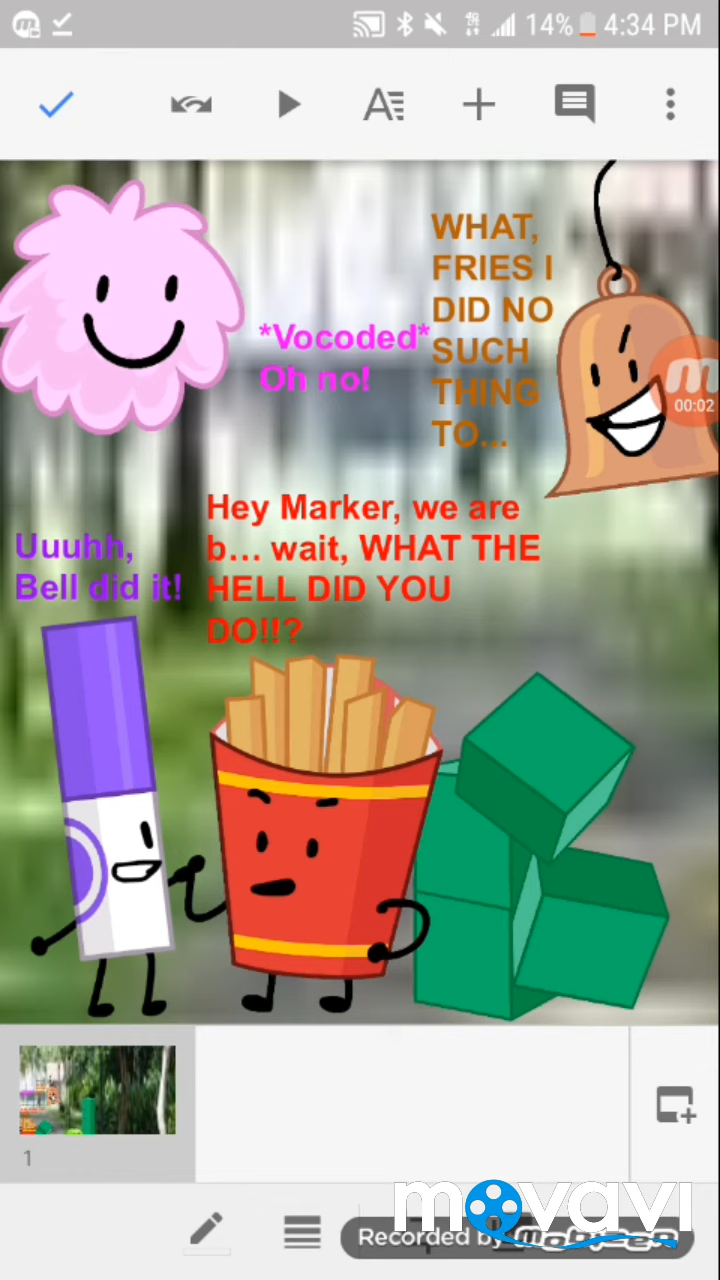 14% 4:34 PM
*Vocoded*
Oh no!
WHAT,
FRIES I
DID NO
SUCH
THING
TO...
00:02
Uuuhh,
Bell did it!
Hey Marker, we are
b... wait, WHAT THE
HELL DID YOU
DO!!?
1
movavi
Recorded by mobizen